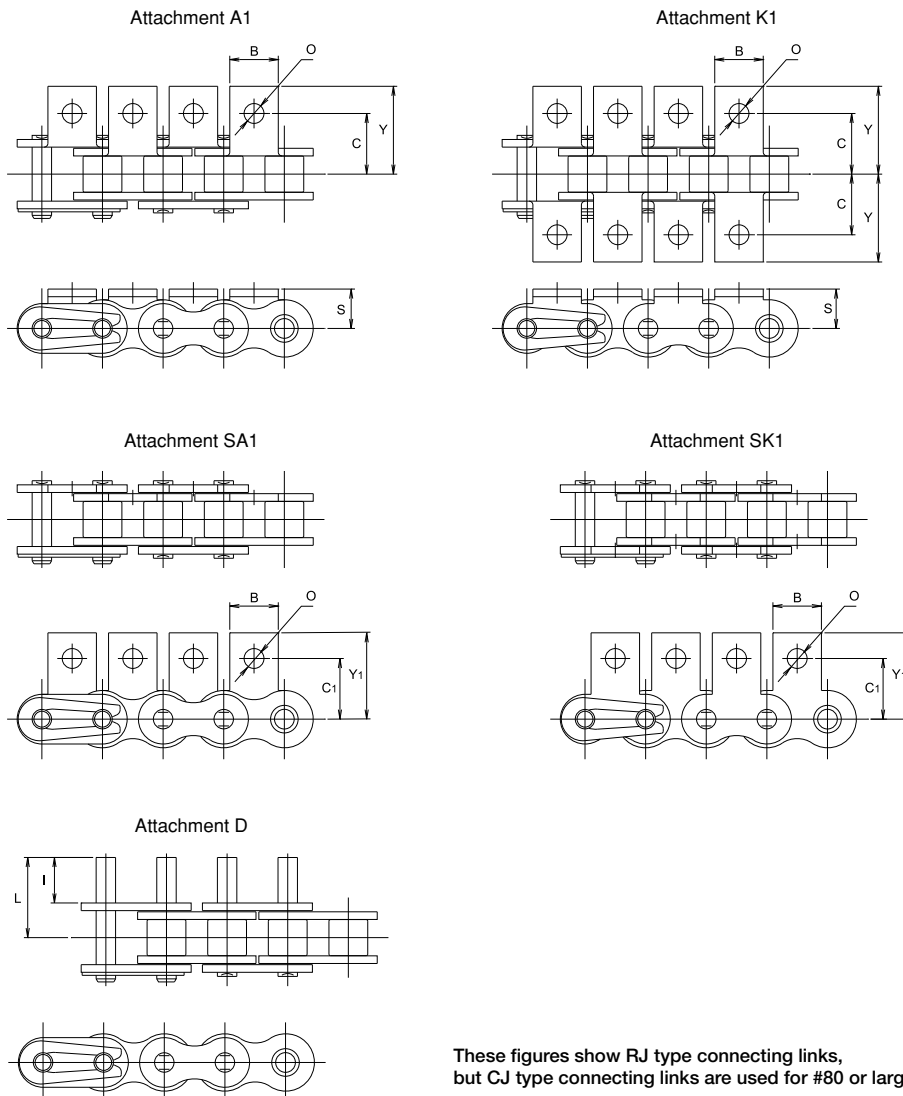 Attachment A1
B
O
C
Y
S
Attachment K1
B
O
C
Y
C
Y
S
Attachment SA1
B
O
C1
Y1
Attachment SK1
B
O
C1
Y1
Attachment D
L
I
These figures show RJ type connecting links,
but CJ type connecting links are used for #80 or larg